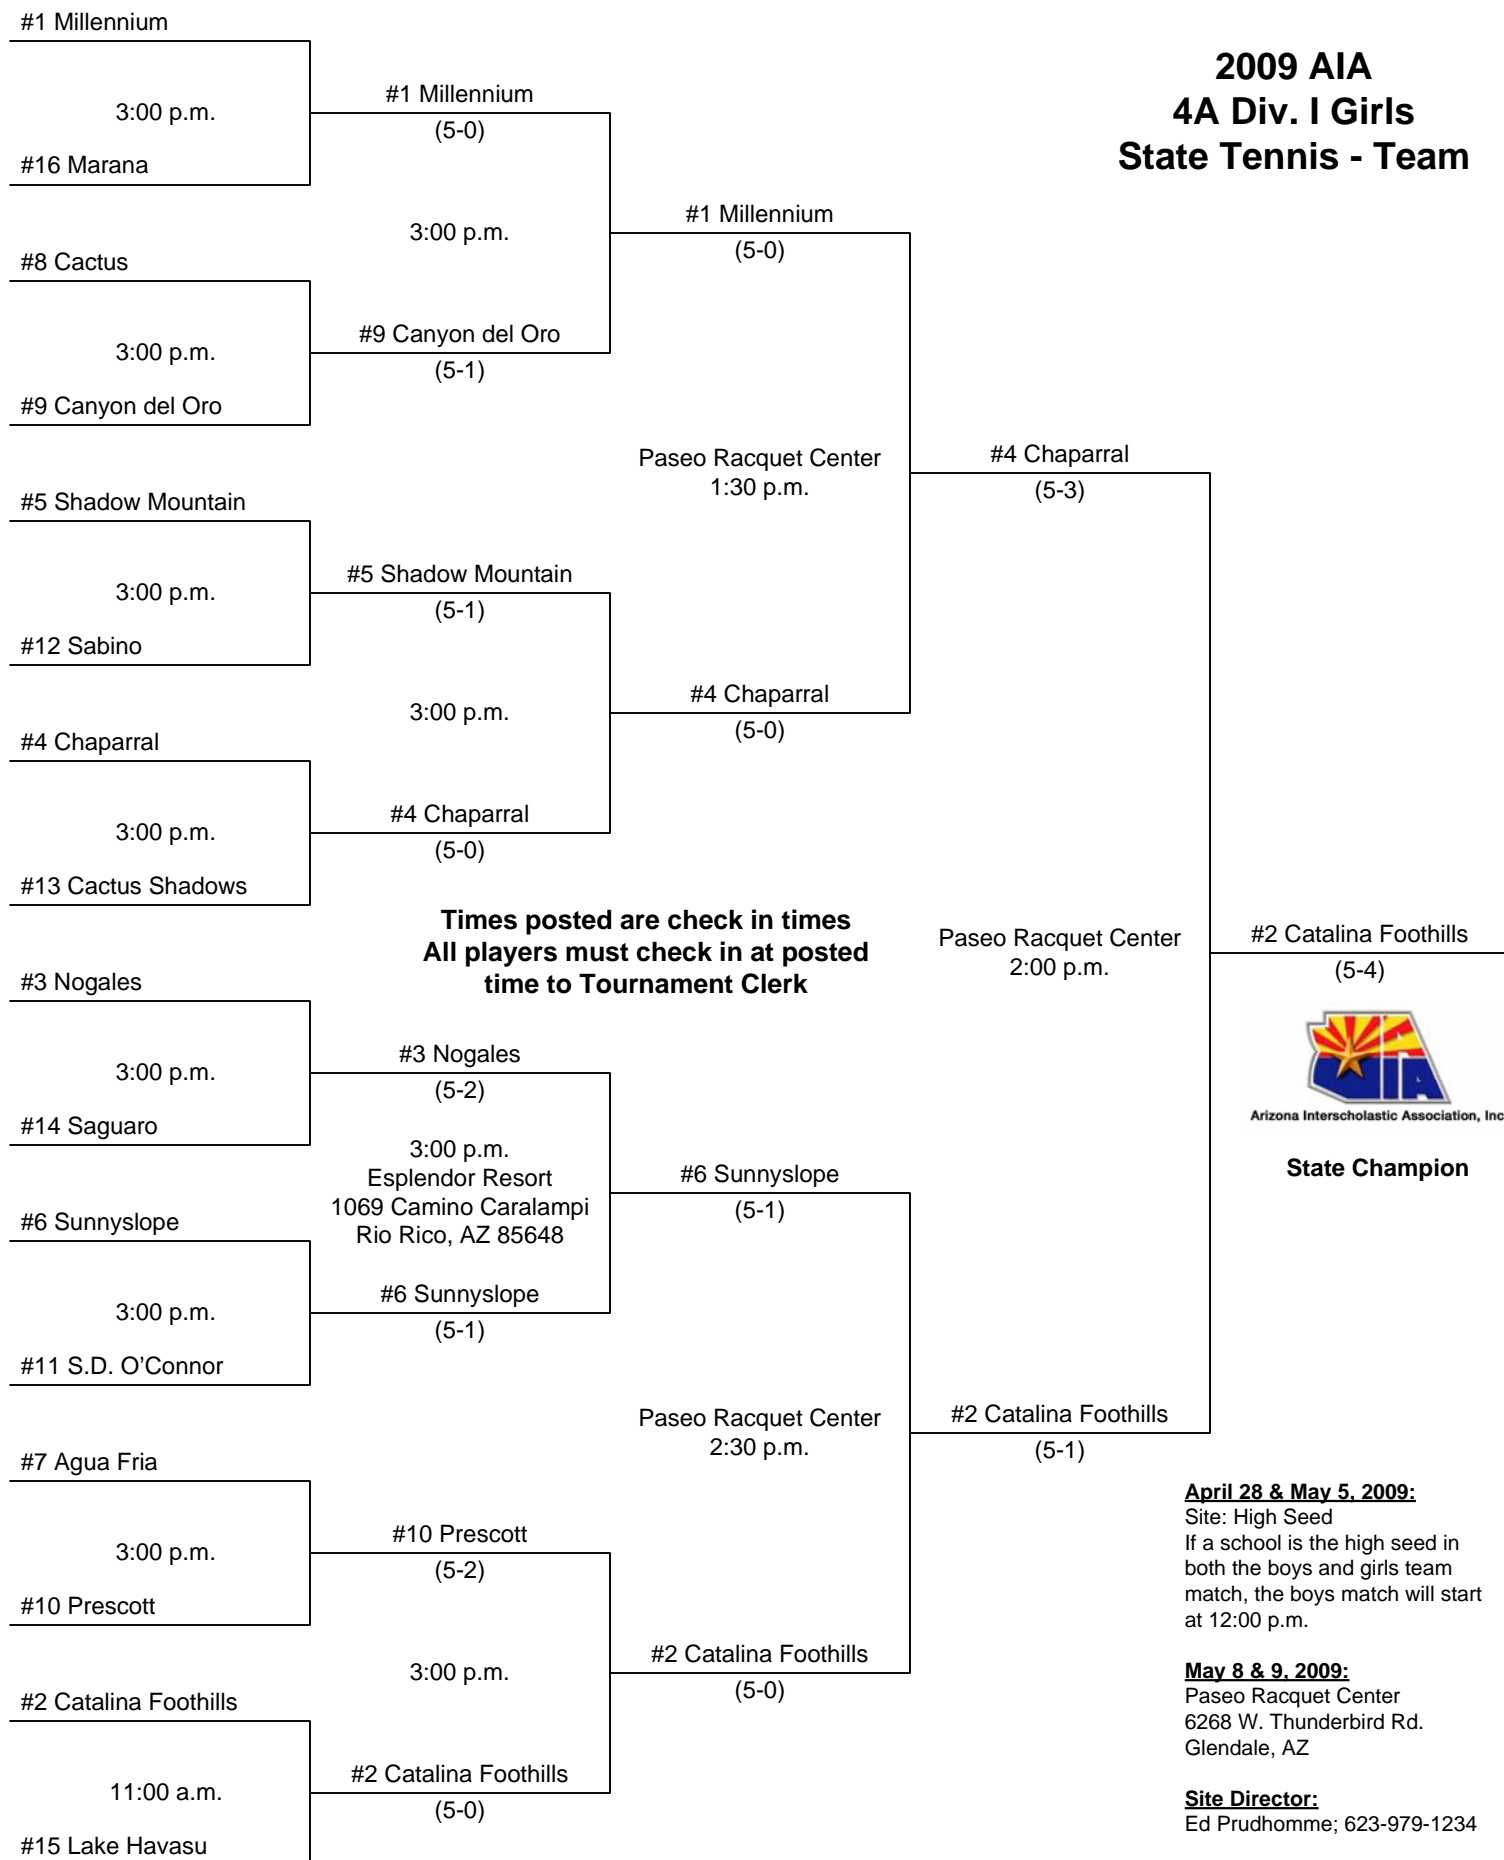 2009 AIA
4A Div. I Girls
State Tennis - Team
#1 Millennium
3:00 p.m.
#16 Marana
#8 Cactus
3:00 p.m.
#9 Canyon del Oro
#5 Shadow Mountain
3:00 p.m.
#12 Sabino
#4 Chaparral
3:00 p.m.
#13 Cactus Shadows
#3 Nogales
3:00 p.m.
#14 Saguaro
#6 Sunnyslope
3:00 p.m.
#11 S.D. O'Connor
#7 Agua Fria
3:00 p.m.
#10 Prescott
#2 Catalina Foothills
11:00 a.m.
#15 Lake Havasu
#1 Millennium
(5-0)
3:00 p.m.
#9 Canyon del Oro
(5-1)
#5 Shadow Mountain
(5-1)
3:00 p.m.
#4 Chaparral
(5-0)
Times posted are check in times
All players must check in at posted
time to Tournament Clerk
#3 Nogales
(5-2)
3:00 p.m.
Esplendor Resort
1069 Camino Caralampi
Rio Rico, AZ 85648
#6 Sunnyslope
(5-1)
#10 Prescott
(5-2)
3:00 p.m.
#2 Catalina Foothills
(5-0)
#1 Millennium
(5-0)
Paseo Racquet Center
1:30 p.m.
#4 Chaparral
(5-0)
#6 Sunnyslope
(5-1)
Paseo Racquet Center
2:30 p.m.
#2 Catalina Foothills
(5-0)
#4 Chaparral
(5-3)
Paseo Racquet Center
2:00 p.m.
#2 Catalina Foothills
(5-1)
#2 Catalina Foothills
(5-4)
AIA
Arizona Interscholastic Association, Inc
State Champion
April 28 & May 5, 2009:
Site: High Seed
If a school is the high seed in
both the boys and girls team
match, the boys match will start
at 12:00 p.m.
May 8 & 9, 2009:
Paseo Racquet Center
6268 W. Thunderbird Rd.
Glendale, AZ
Site Director:
Ed Prudhomme; 623-979-1234